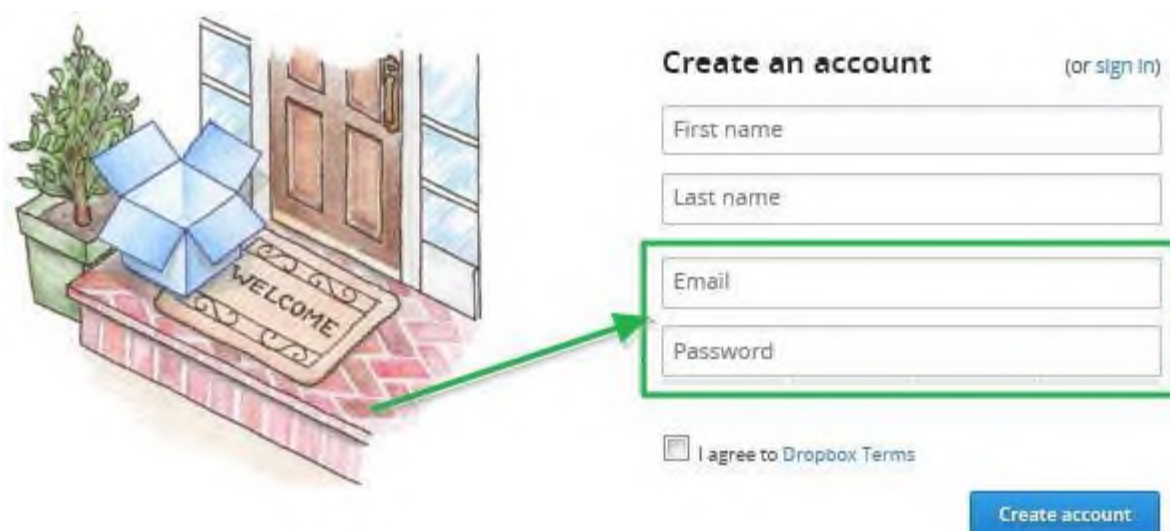 WELCOME
Create an account (or sign in)
First name
Last name
Email
Password
I agree to Dropbox Terms
Create account